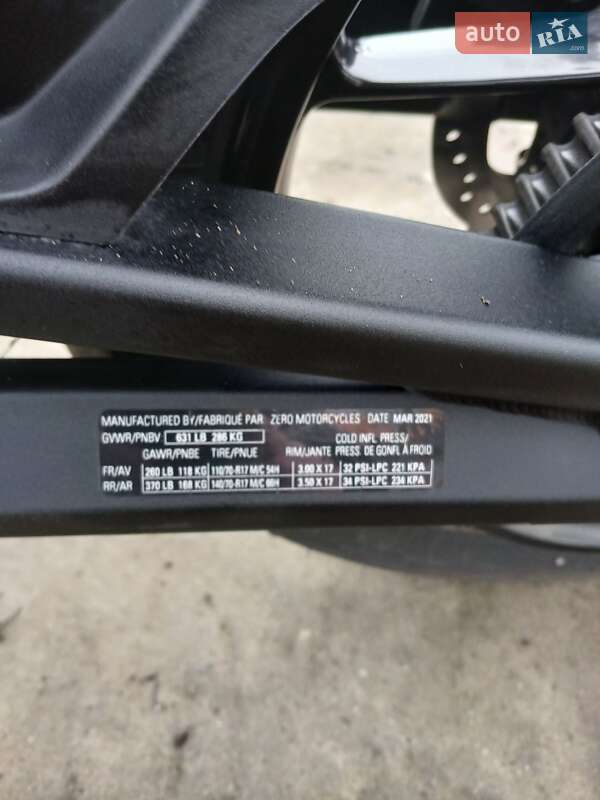 auto RIA .com
MANUFACTURED BY/FABRIQUÉ PAR: ZERO MOTORCYCLES DATE MAR 2021
GVWR/PNBV 631 LB 286 KG COLD INFL PRESS/
GAWR/PNBE TIRE/PNUE RIM/JANTE PRESS. DE GONFL À FROID
FR/AV 260 LB 118 KG 110/70-R17 M/C 54H 3.00 X 17 32 PSI-LPC 221 KPA
RR/AR 370 LB 168 KG 140/70-R17 M/C 66H 3.50 X 17 34 PSI-LPC 234 KPA